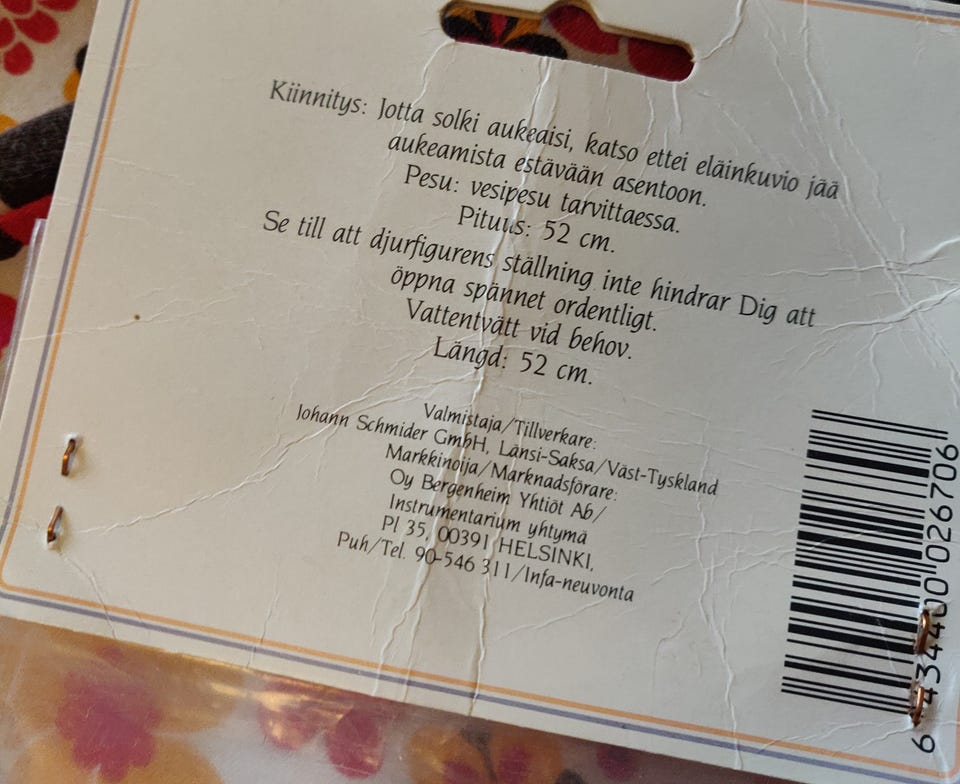 Kiinnitys: Jotta solki aukeaisi, katso ettei eläinkuvio jää
aukeamista estävään asentoon.
Pesu: vesipesu tarvittaessa.
Pituus: 52 cm.
Se till att djurfigurens ställning inte hindrar Dig att
öppna spännet ordentligt.
Vattentvätt vid behov.
Längd: 52 cm.
Valmistaja/Tillverkare:
Johann Schmider GmbH, Länsi-Saksa/Väst-Tyskland
Markkinoija/Marknadsförare:
Oy Bergenheim Yhtiöt Ab/
Instrumentarium yhtymä
Pl 35, 00391 HELSINKI,
Puh/Tel. 90-546 311/Infa-neuvonta
6 434400 026706